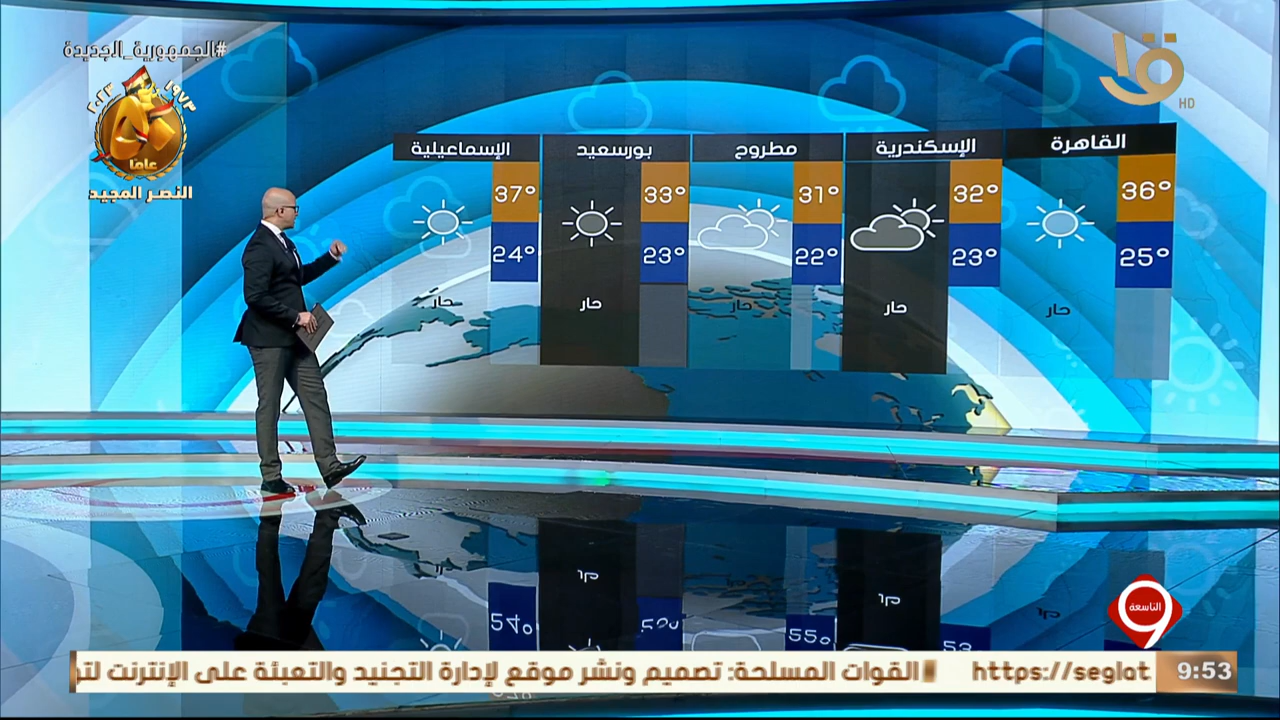 #الجمهورية_الجديدة
١٩٧٣
٢٠٢٣
عاما
النصر المجيد
HD
القاهرة
36°
25°
حار
الإسكندرية
32°
23°
حار
مطروح
31°
22°
حار
بورسعيد
33°
23°
حار
الإسماعيلية
37°
24°
حار
التاسعة
9
القوات المسلحة: تصميم ونشر موقع لإدارة التجنيد والتعبئة على الإنترنت
https://seglat
9:53